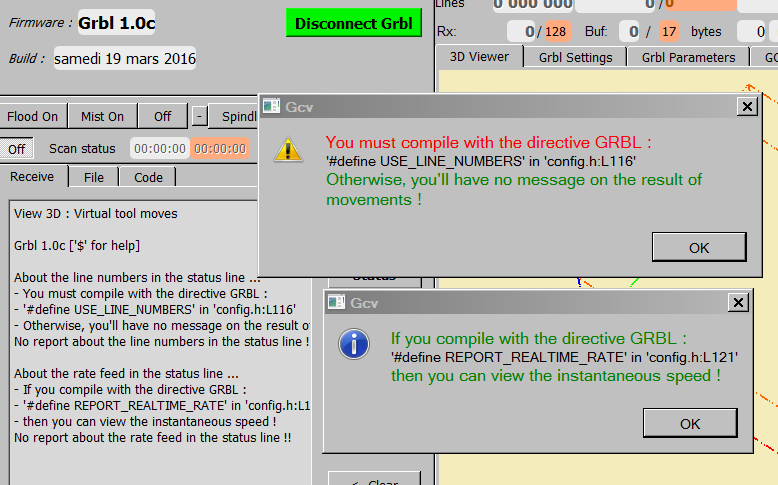 Firmware : Grbl 1.0c
Disconnect Grbl
Build : samedi 19 mars 2016
Lines 0 000 000 0 / 0
Rx: 0 / 128 Buf: 0 / 17 bytes 0
3D Viewer Grbl Settings Grbl Parameters
Flood On Mist On Off - Spindl
Off Scan status 00:00:00 00:00:00
Receive File Code
View 3D : Virtual tool moves
Grbl 1.0c ['$' for help]
About the line numbers in the status line ...
- You must compile with the directive GRBL :
- '#define USE_LINE_NUMBERS' in 'config.h:L116'
- Otherwise, you'll have no message on the result o
No report about the line numbers in the status line !
About the rate feed in the status line ...
- If you compile with the directive GRBL :
- '#define REPORT_REALTIME_RATE' in 'config.h:L1
- then you can view the instantaneous speed !
No report about the rate feed in the status line !!
Gcv
You must compile with the directive GRBL :
'#define USE_LINE_NUMBERS' in 'config.h:L116'
Otherwise, you'll have no message on the result of
movements !
OK
Gcv
If you compile with the directive GRBL :
'#define REPORT_REALTIME_RATE' in 'config.h:L121'
then you can view the instantaneous speed !
OK
< Clear